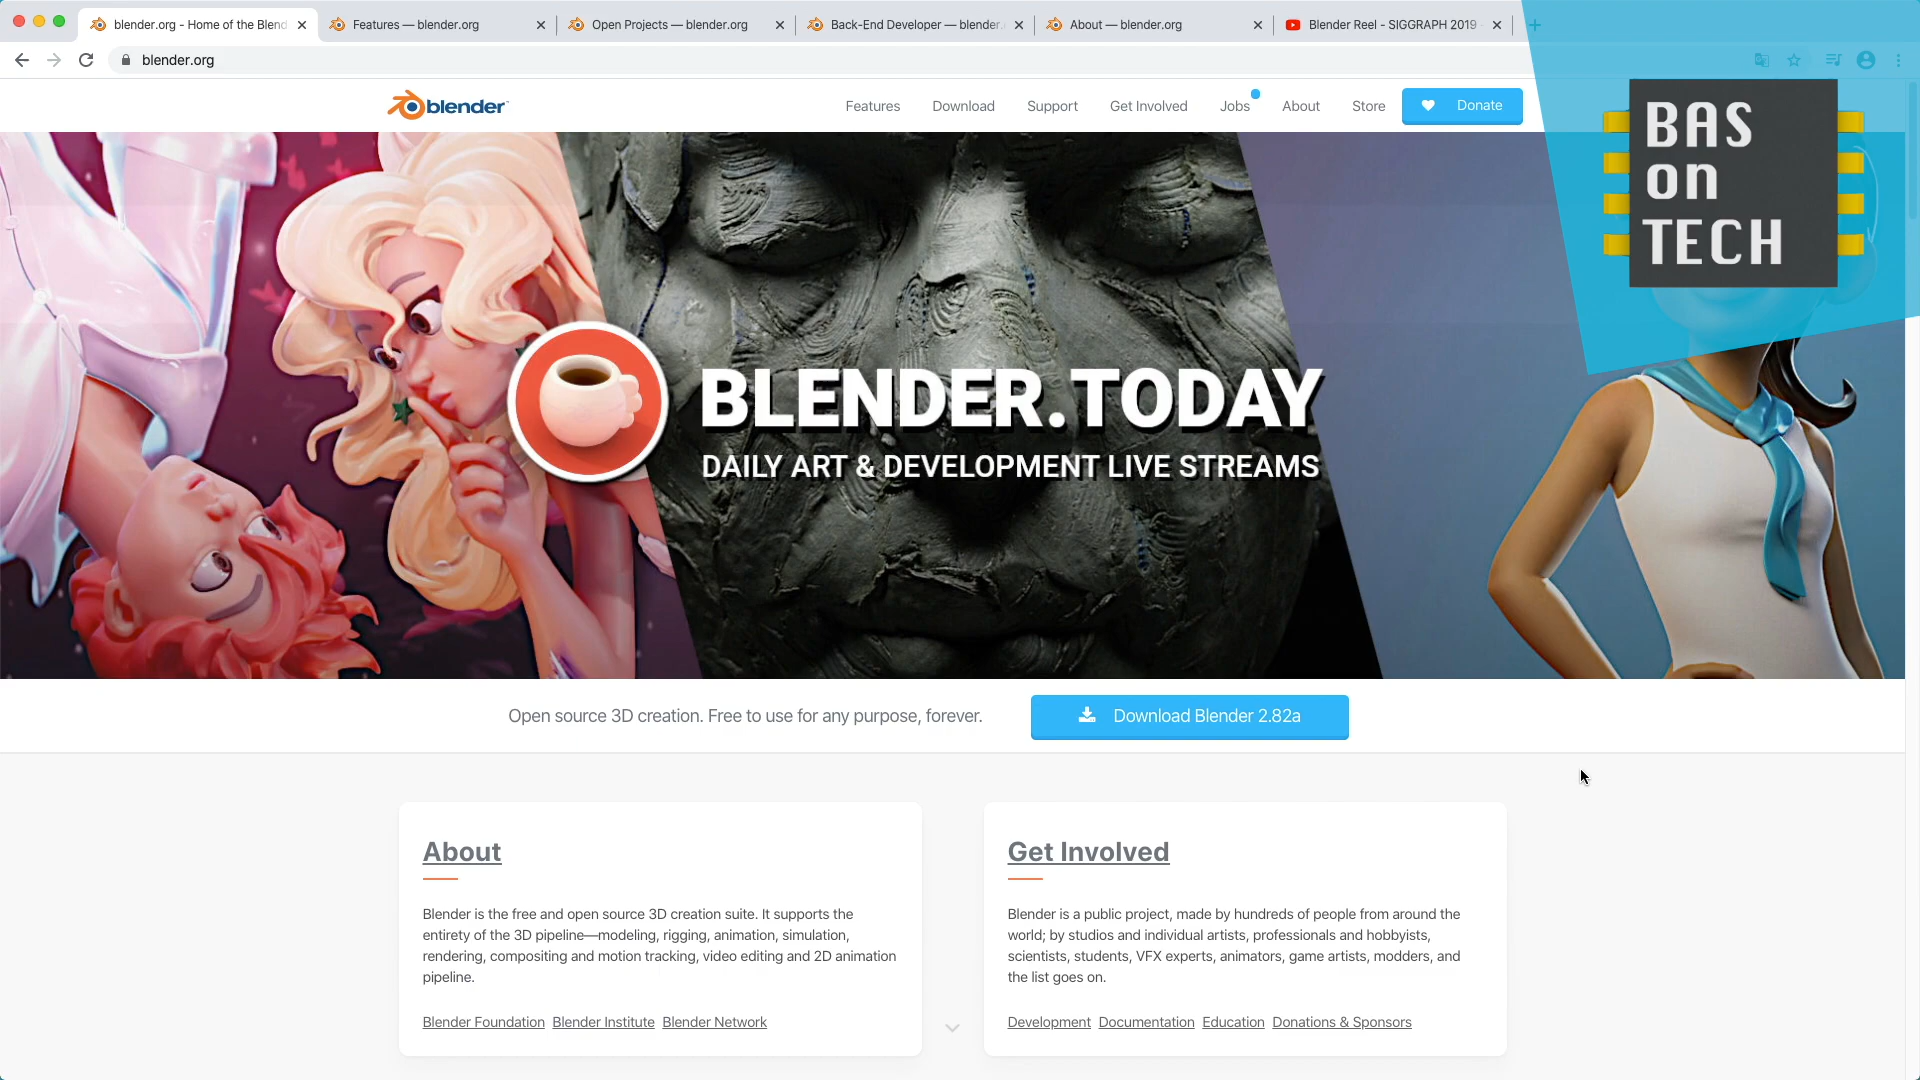 blender.org - Home of the Blend
Features — blender.org
Open Projects — blender.org
Back-End Developer — blender.
About — blender.org
Blender Reel - SIGGRAPH 2019
blender.org
blender
Features
Download
Support
Get Involved
Jobs
About
Store
Donate
BAS
on
TECH
BLENDER.TODAY
DAILY ART & DEVELOPMENT LIVE STREAMS
Open source 3D creation. Free to use for any purpose, forever.
Download Blender 2.82a
About
Blender is the free and open source 3D creation suite. It supports the
entirety of the 3D pipeline—modeling, rigging, animation, simulation,
rendering, compositing and motion tracking, video editing and 2D animation
pipeline.
Blender Foundation Blender Institute Blender Network
Get Involved
Blender is a public project, made by hundreds of people from around the
world; by studios and individual artists, professionals and hobbyists,
scientists, students, VFX experts, animators, game artists, modders, and
the list goes on.
Development Documentation Education Donations & Sponsors